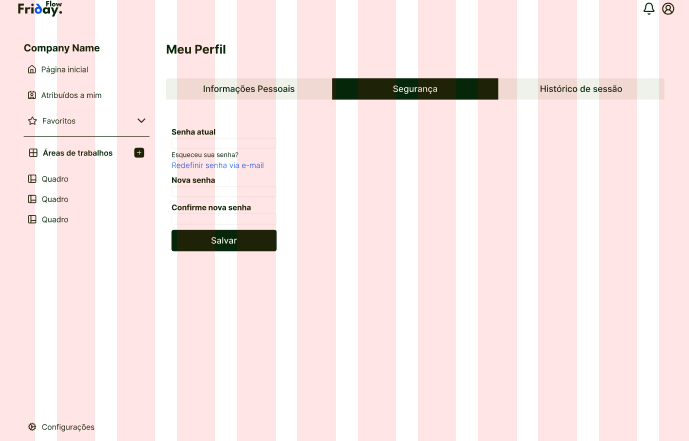 Flow
Friday.
Company Name
Página inicial
Atribuídos a mim
Favoritos
Áreas de trabalhos
Quadro
Quadro
Quadro
Configurações
Meu Perfil
Informações Pessoais
Segurança
Histórico de sessão
Senha atual
Esqueceu sua senha?
Redefinir senha via e-mail
Nova senha
Confirme nova senha
Salvar